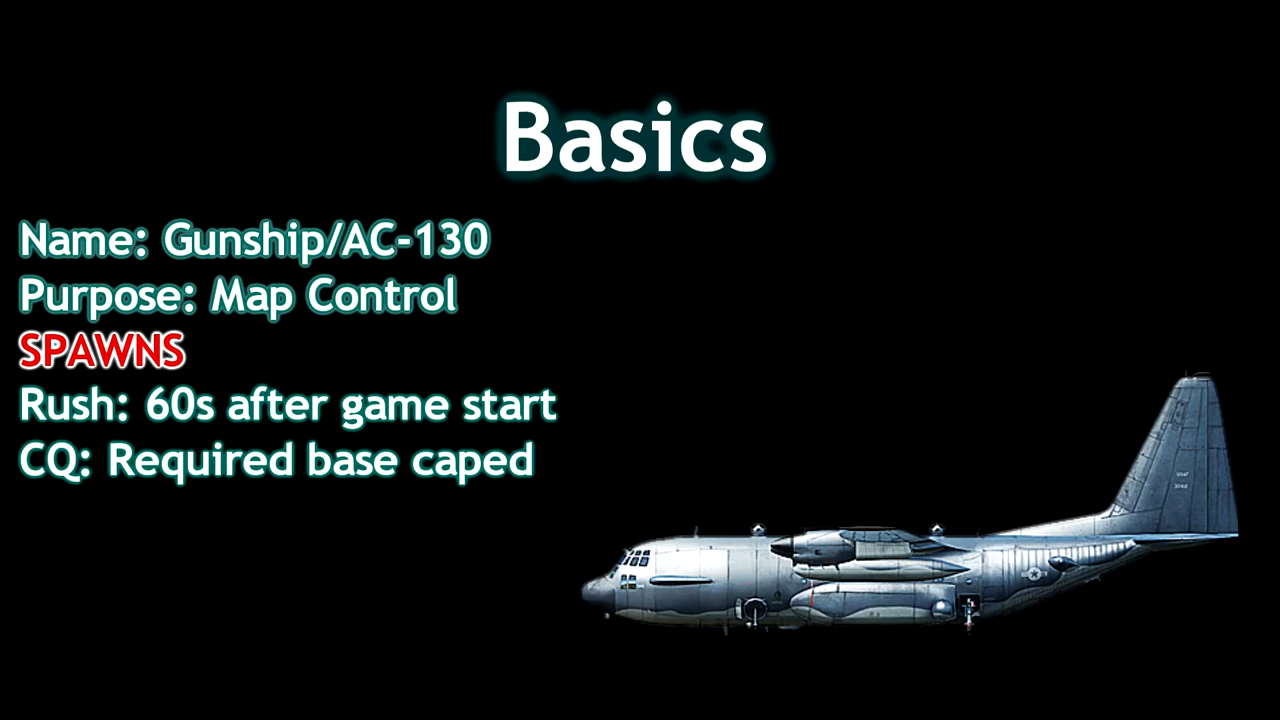 Basics
Name: Gunship/AC-130
Purpose: Map Control
SPAWNS
Rush: 60s after game start
CQ: Required base caped